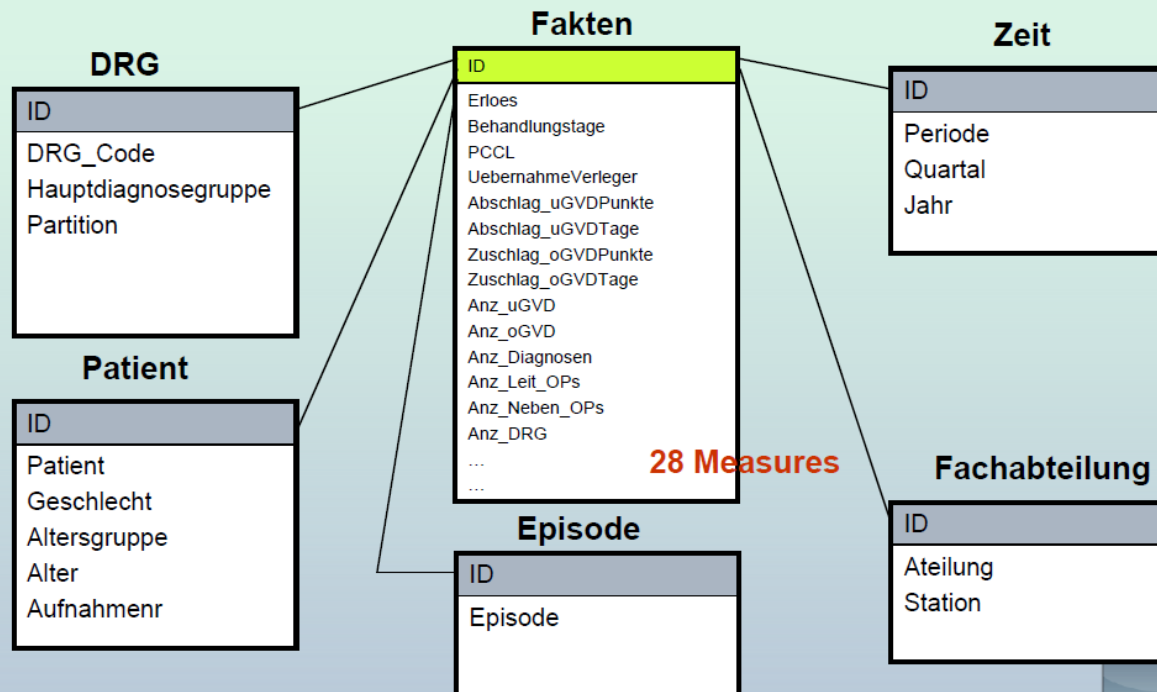 DRG
ID
DRG_Code
Hauptdiagnosegruppe
Partition
Patient
ID
Patient
Geschlecht
Altersgruppe
Alter
Aufnahmenr
Fakten
ID
Erloes
Behandlungstage
PCCL
UebernahmeVerleger
Abschlag_uGVDPunkte
Abschlag_uGVDTage
Zuschlag_oGVDPunkte
Zuschlag_oGVDTage
Anz_uGVD
Anz_oGVD
Anz_Diagnosen
Anz_Leit_OPs
Anz_Neben_OPs
Anz_DRG
...
...
28 Measures
Episode
ID
Episode
Zeit
ID
Periode
Quartal
Jahr
Fachabteilung
ID
Ateilung
Station